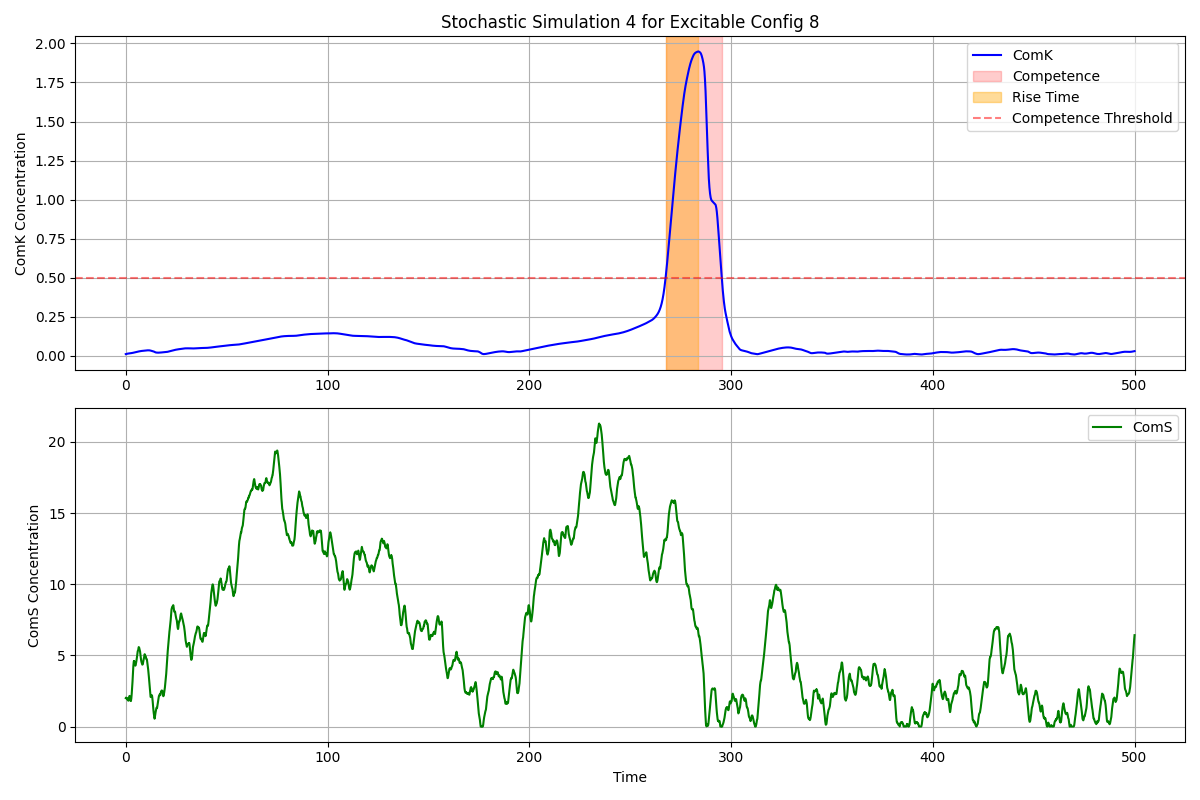 Stochastic Simulation 4 for Excitable Config 8
ComK Concentration
2.00
1.75
1.50
1.25
1.00
0.75
0.50
0.25
0.00
ComK
Competence
Rise Time
Competence Threshold
0 100 200 300 400 500
ComS Concentration
20
15
10
5
0
ComS
0 100 200 300 400 500
Time